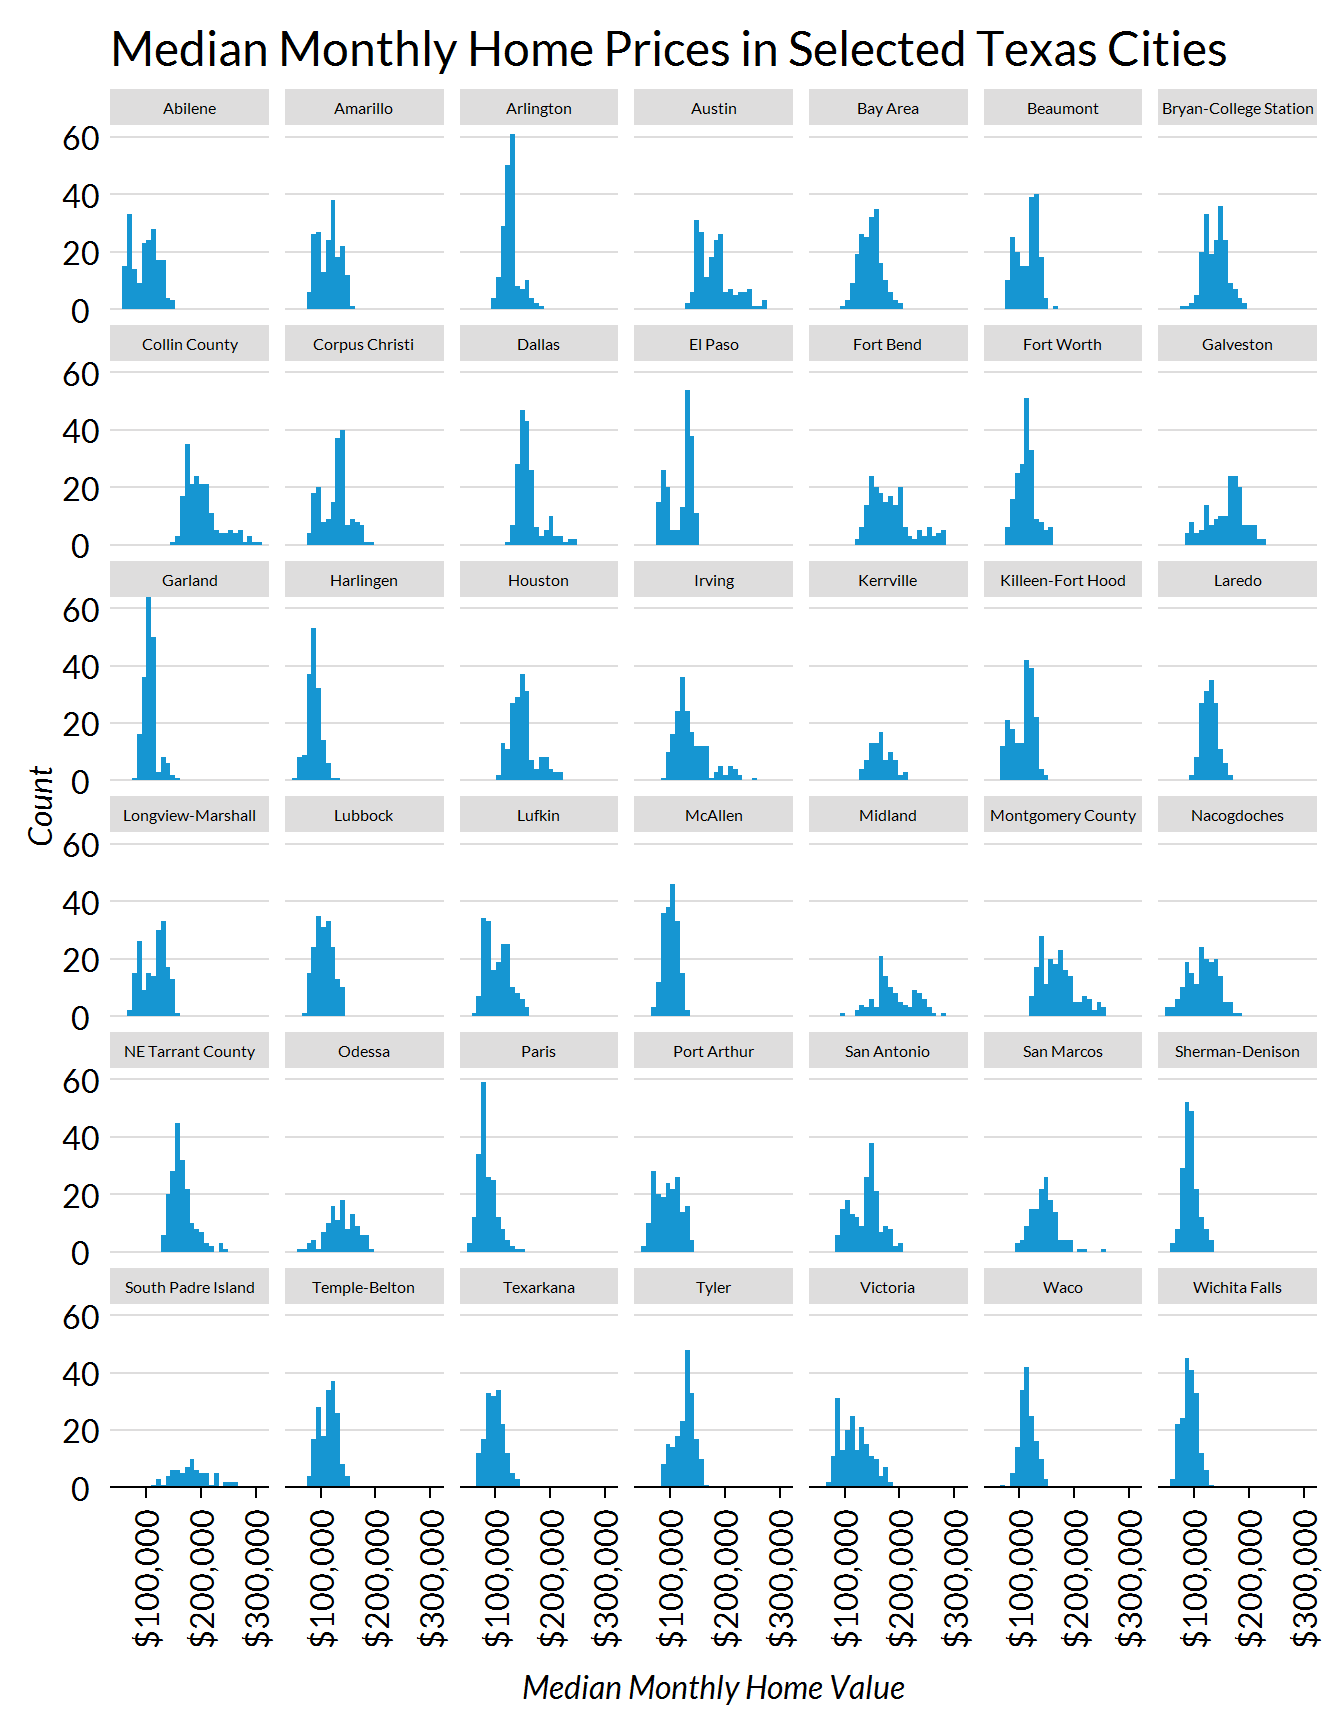 Median Monthly Home Prices in Selected Texas Cities
Abilene Amarillo Arlington Austin Bay Area Beaumont Bryan-College Station
60
40
20
0
Collin County Corpus Christi Dallas El Paso Fort Bend Fort Worth Galveston
60
40
20
0
Garland Harlingen Houston Irving Kerrville Killeen-Fort Hood Laredo
60
40
20
0
Count
Longview-Marshall Lubbock Lufkin McAllen Midland Montgomery County Nacogdoches
60
40
20
0
NE Tarrant County Odessa Paris Port Arthur San Antonio San Marcos Sherman-Denison
60
40
20
0
South Padre Island Temple-Belton Texarkana Tyler Victoria Waco Wichita Falls
60
40
20
0
$100,000 $200,000 $300,000 $100,000 $200,000 $300,000 $100,000 $200,000 $300,000 $100,000 $200,000 $300,000 $100,000 $200,000 $300,000 $100,000 $200,000 $300,000 $100,000 $200,000 $300,000
Median Monthly Home Value